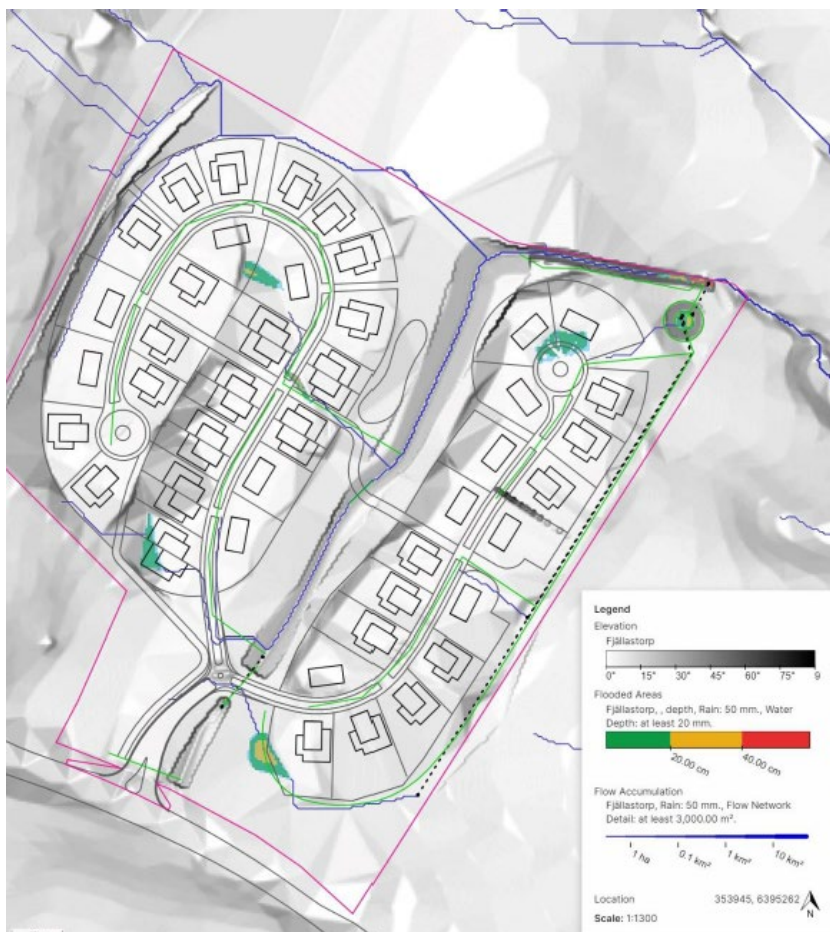 Legend
Elevation
Fjällastorp
0° 15° 30° 45° 60° 75° 9
Flooded Areas
Fjällastorp, , depth, Rain: 50 mm., Water
Depth: at least 20 mm.
20.00 cm 40.00 cm
Flow Accumulation
Fjällastorp, Rain: 50 mm., Flow Network
Detail: at least 3,000.00 m².
1 ha 0.1 km² 1 km² 10 km²
Location 353945, 6395262
N
Scale: 1:1300